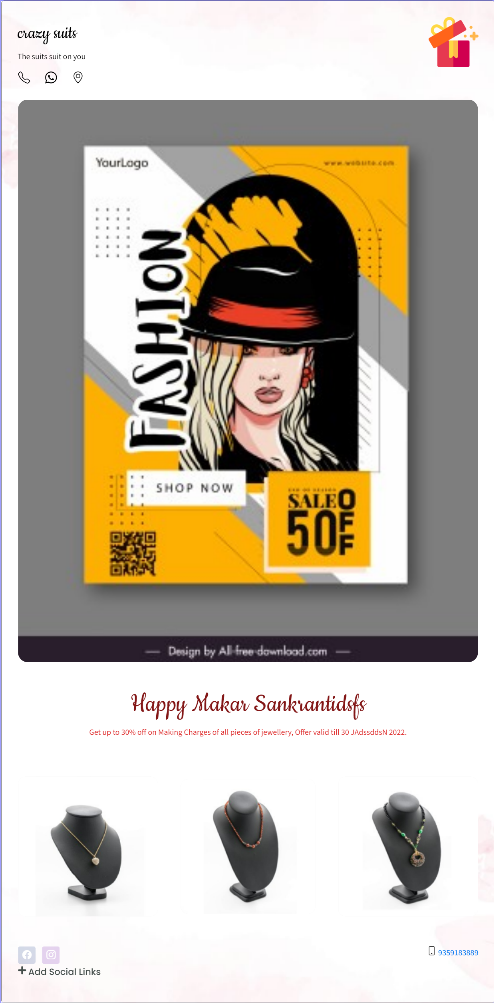 crazy suits
The suits suit on you
YourLogo
www.website.com
FASHION
SHOP NOW
END OF SEASON
SALE
50
OFF
Design by All-free-download.com
Happy Makar Sankrantidsfs
Get up to 30% off on Making Charges of all pieces of jewellery, Offer valid till 30 JAdssddsN 2022.
9359183889
+ Add Social Links